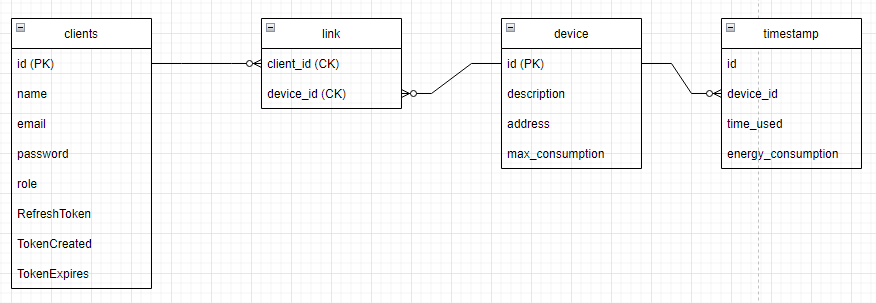 clients
id (PK)
name
email
password
role
RefreshToken
TokenCreated
TokenExpires
link
client_id (CK)
device_id (CK)
device
id (PK)
description
address
max_consumption
timestamp
id
device_id
time_used
energy_consumption